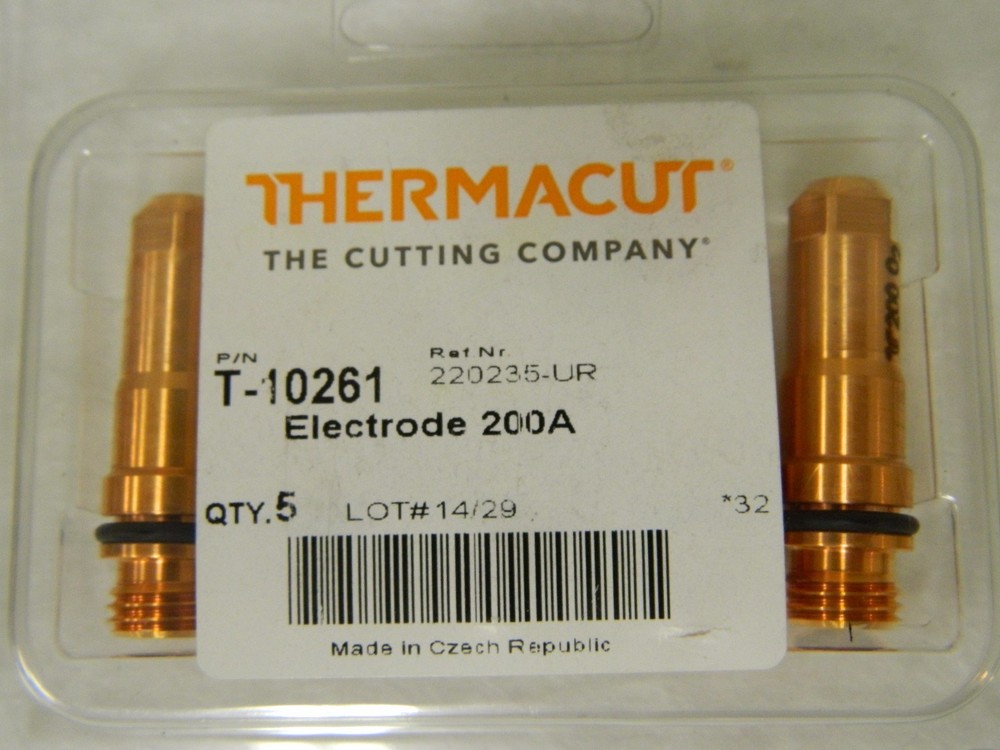 THERMACUT®
THE CUTTING COMPANY®
P/N
Ref.Nr.
T-10261
220235-UR
Electrode 200A
QTY.5 LOT#14/29 *32
Made in Czech Republic